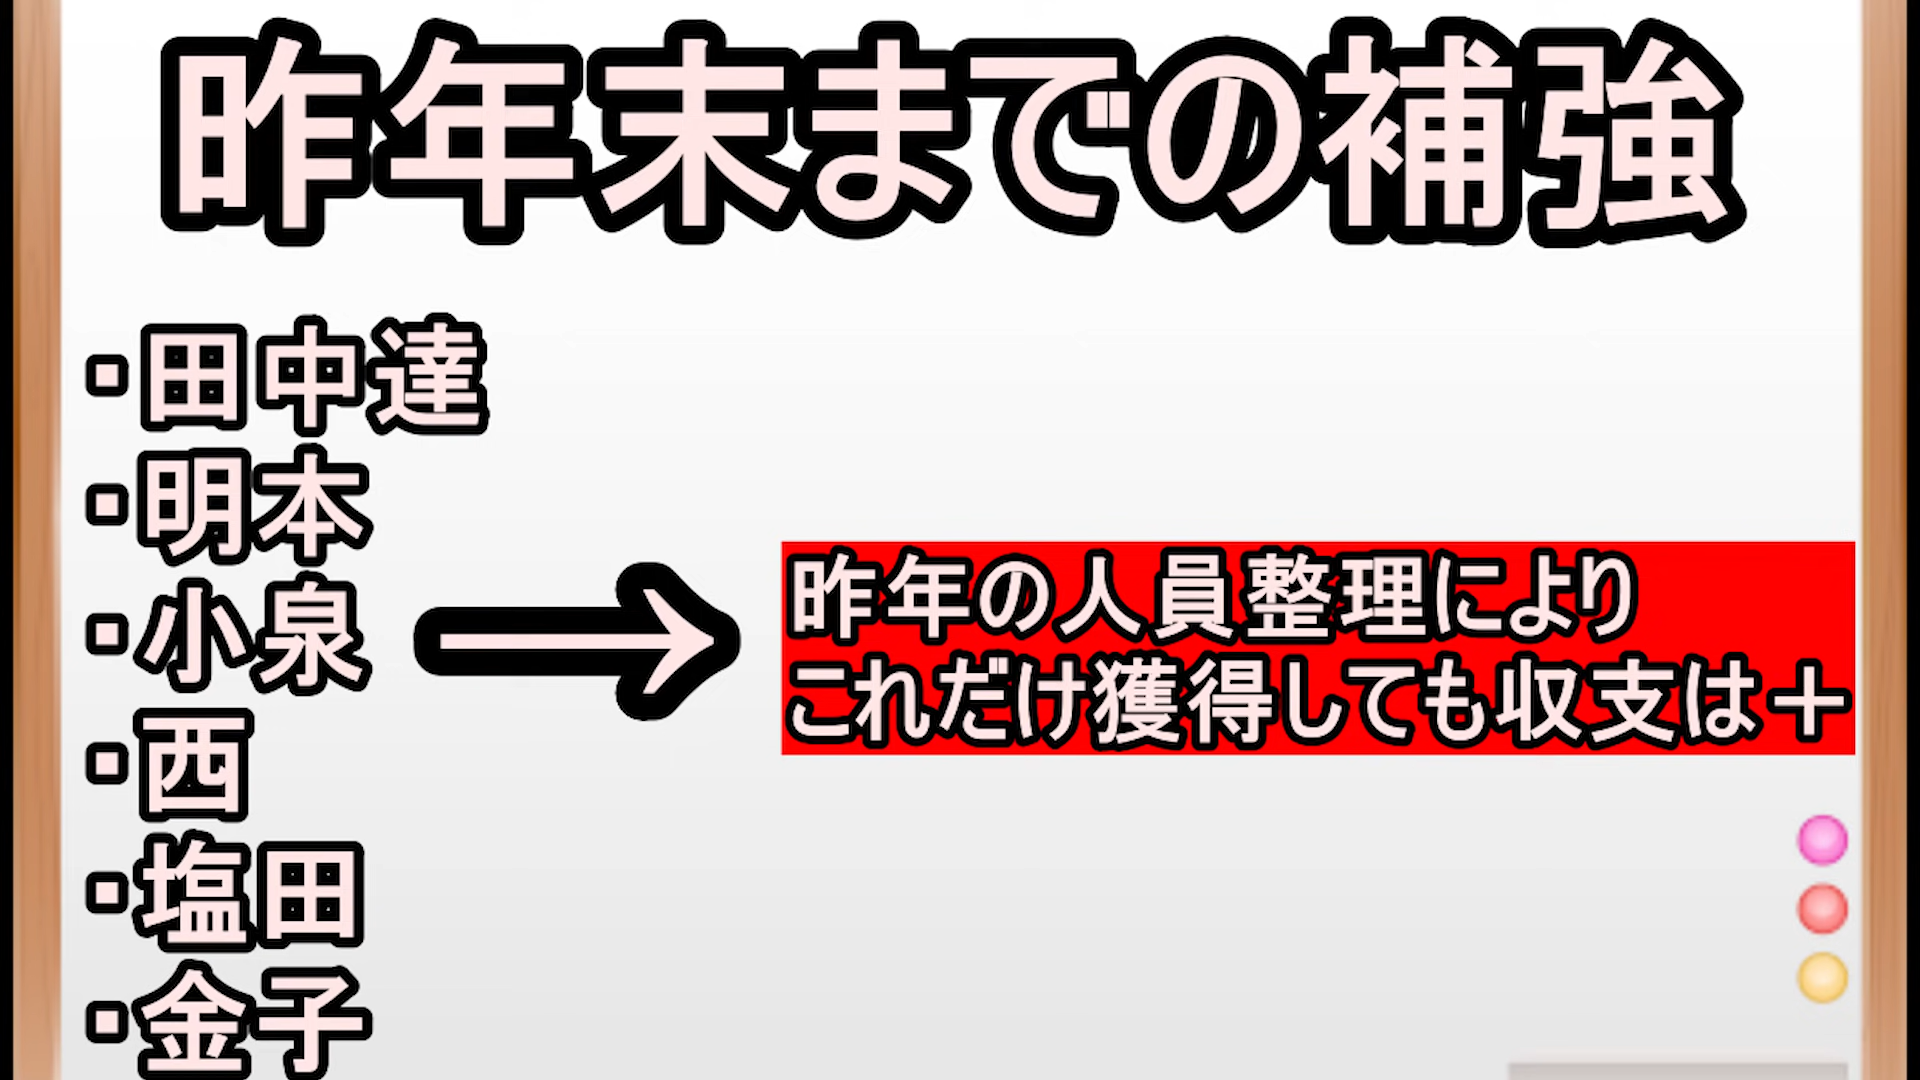 昨年末までの補強
・田中達
・明本
・小泉
・西
・塩田
・金子
→
昨年の人員整理により
これだけ獲得しても収支は＋